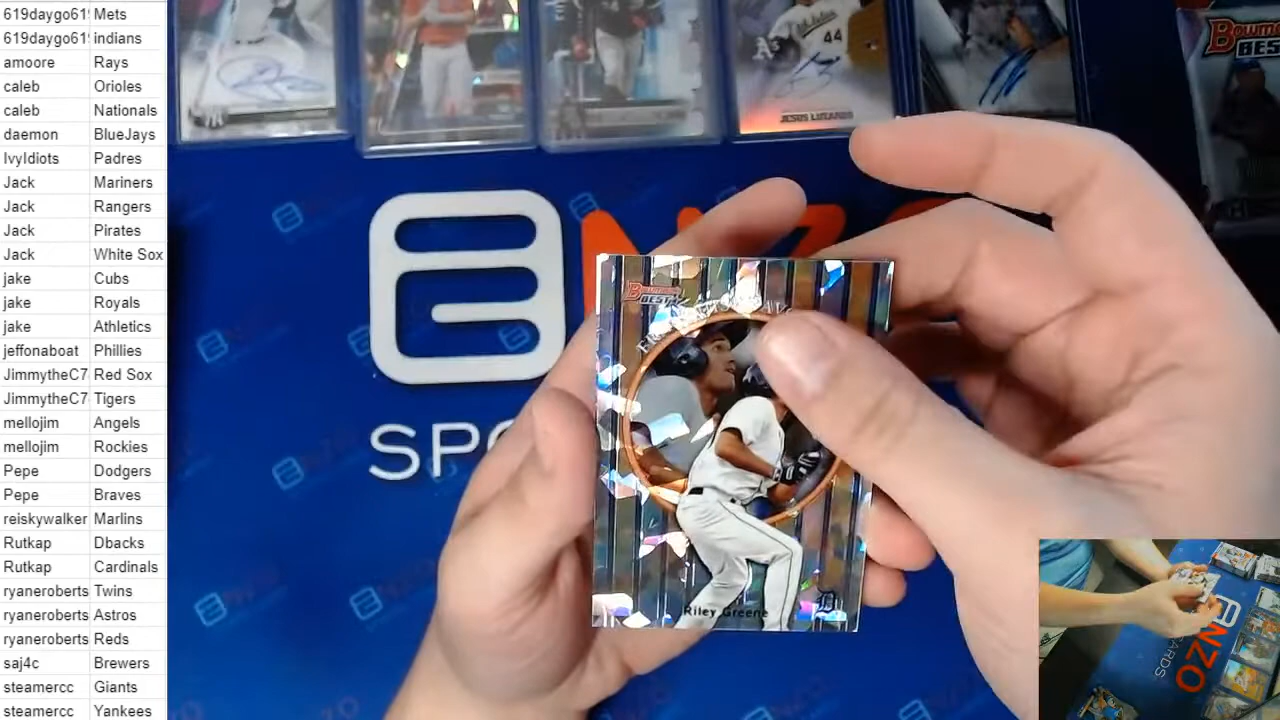 619daygo61 Mets
619daygo61 indians
amoore Rays
caleb Orioles
caleb Nationals
daemon BlueJays
IvyIdiots Padres
Jack Mariners
Jack Rangers
Jack Pirates
Jack White Sox
jake Cubs
jake Royals
jake Athletics
jeffonaboat Phillies
JimmytheC7 Red Sox
JimmytheC7 Tigers
mellojim Angels
mellojim Rockies
Pepe Dodgers
Pepe Braves
reiskywalker Marlins
Rutkap Dbacks
Rutkap Cardinals
ryaneroberts Twins
ryaneroberts Astros
ryaneroberts Reds
saj4c Brewers
steamercc Giants
steamercc Yankees
A's 44
JESUS LUZARDO
Bowman's
BEST
Bowman's
BEST
Riley Greene
D
ENZO
CARDS